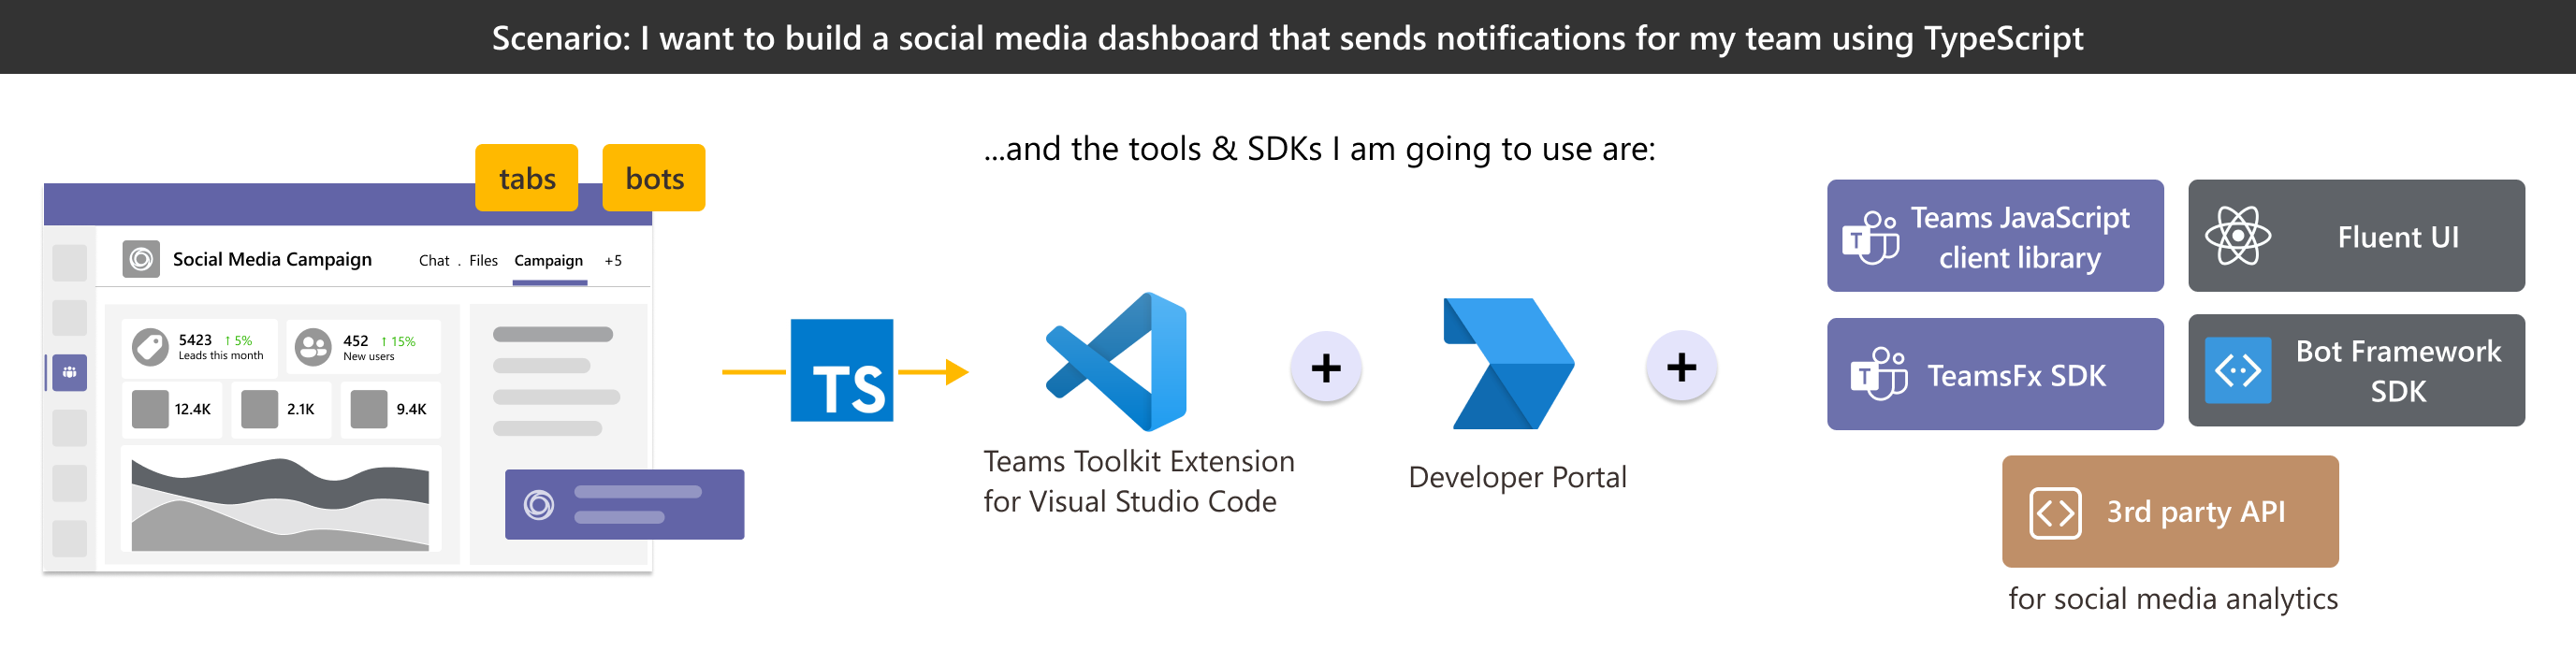 Scenario: I want to build a social media dashboard that sends notifications for my team using TypeScript
...and the tools & SDKs I am going to use are:
tabs
bots
Social Media Campaign
Chat . Files Campaign +5
5423 ↑ 5%
Leads this month
452 ↑ 15%
New users
12.4K
2.1K
9.4K
TS
Teams Toolkit Extension
for Visual Studio Code
+
Developer Portal
+
T
Teams JavaScript
client library
Fluent UI
T
TeamsFx SDK
Bot Framework
SDK
3rd party API
for social media analytics